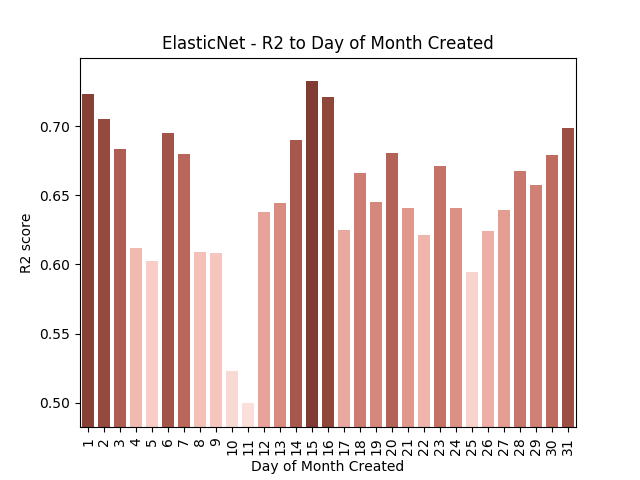 ElasticNet - R2 to Day of Month Created
R2 score
0.70
0.65
0.60
0.55
0.50
1 2 3 4 5 6 7 8 9 10 11 12 13 14 15 16 17 18 19 20 21 22 23 24 25 26 27 28 29 30 31
Day of Month Created